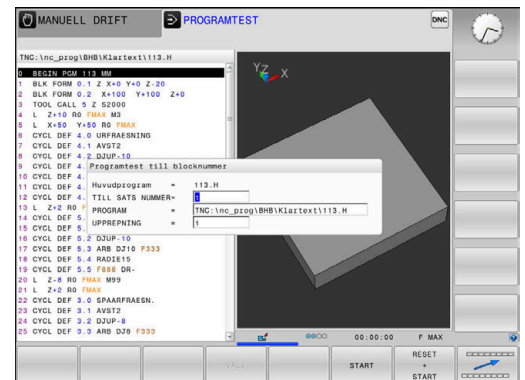 MANUELL DRIFT
PROGRAMTEST
DNC
TNC:\nc_prog\BHB\Klartext\113.H
0 BEGIN PGM 113 MM
1 BLK FORM 0.1 Z X+0 Y+0 Z-20
2 BLK FORM 0.2 X+100 Y+100 Z+0
3 TOOL CALL 5 Z S2000
4 L Z+10 R0 FMAX M3
5 L X+50 Y+50 R0 FMAX
6 CYCL DEF 4.0 URFRAESNING
7 CYCL DEF 4.1 AVST2
8 CYCL DEF 4.2 DJUP-10
9 CYCL DEF 4.
10 CYCL DEF 4.
11 CYCL DEF 4.
12 CYCL DEF 4.
13 L Z+2 R0 F
14 CYCL DEF 5.
15 CYCL DEF 5.
16 CYCL DEF 5.2 DJUP-10
17 CYCL DEF 5.3 ARB DJ10 F333
18 CYCL DEF 5.4 RADIE15
19 CYCL DEF 5.5 F888 DR-
20 L Z-8 R0 FMAX M99
21 L Z+2 R0 FMAX
22 CYCL DEF 3.0 SPAARFRAESN.
23 CYCL DEF 3.1 AVST2
24 CYCL DEF 3.2 DJUP-8
25 CYCL DEF 3.3 ARB DJ8 F333
Programtest till blocknummer
Huvudprogram = 113.H
TILL SATS NUMMER= 1
PROGRAM = TNC:\nc_prog\BHB\Klartext\113.H
UPPREPNING = 1
Y Z X
00:00:00 F MAX
VÄLJ
START
RESET
+
START